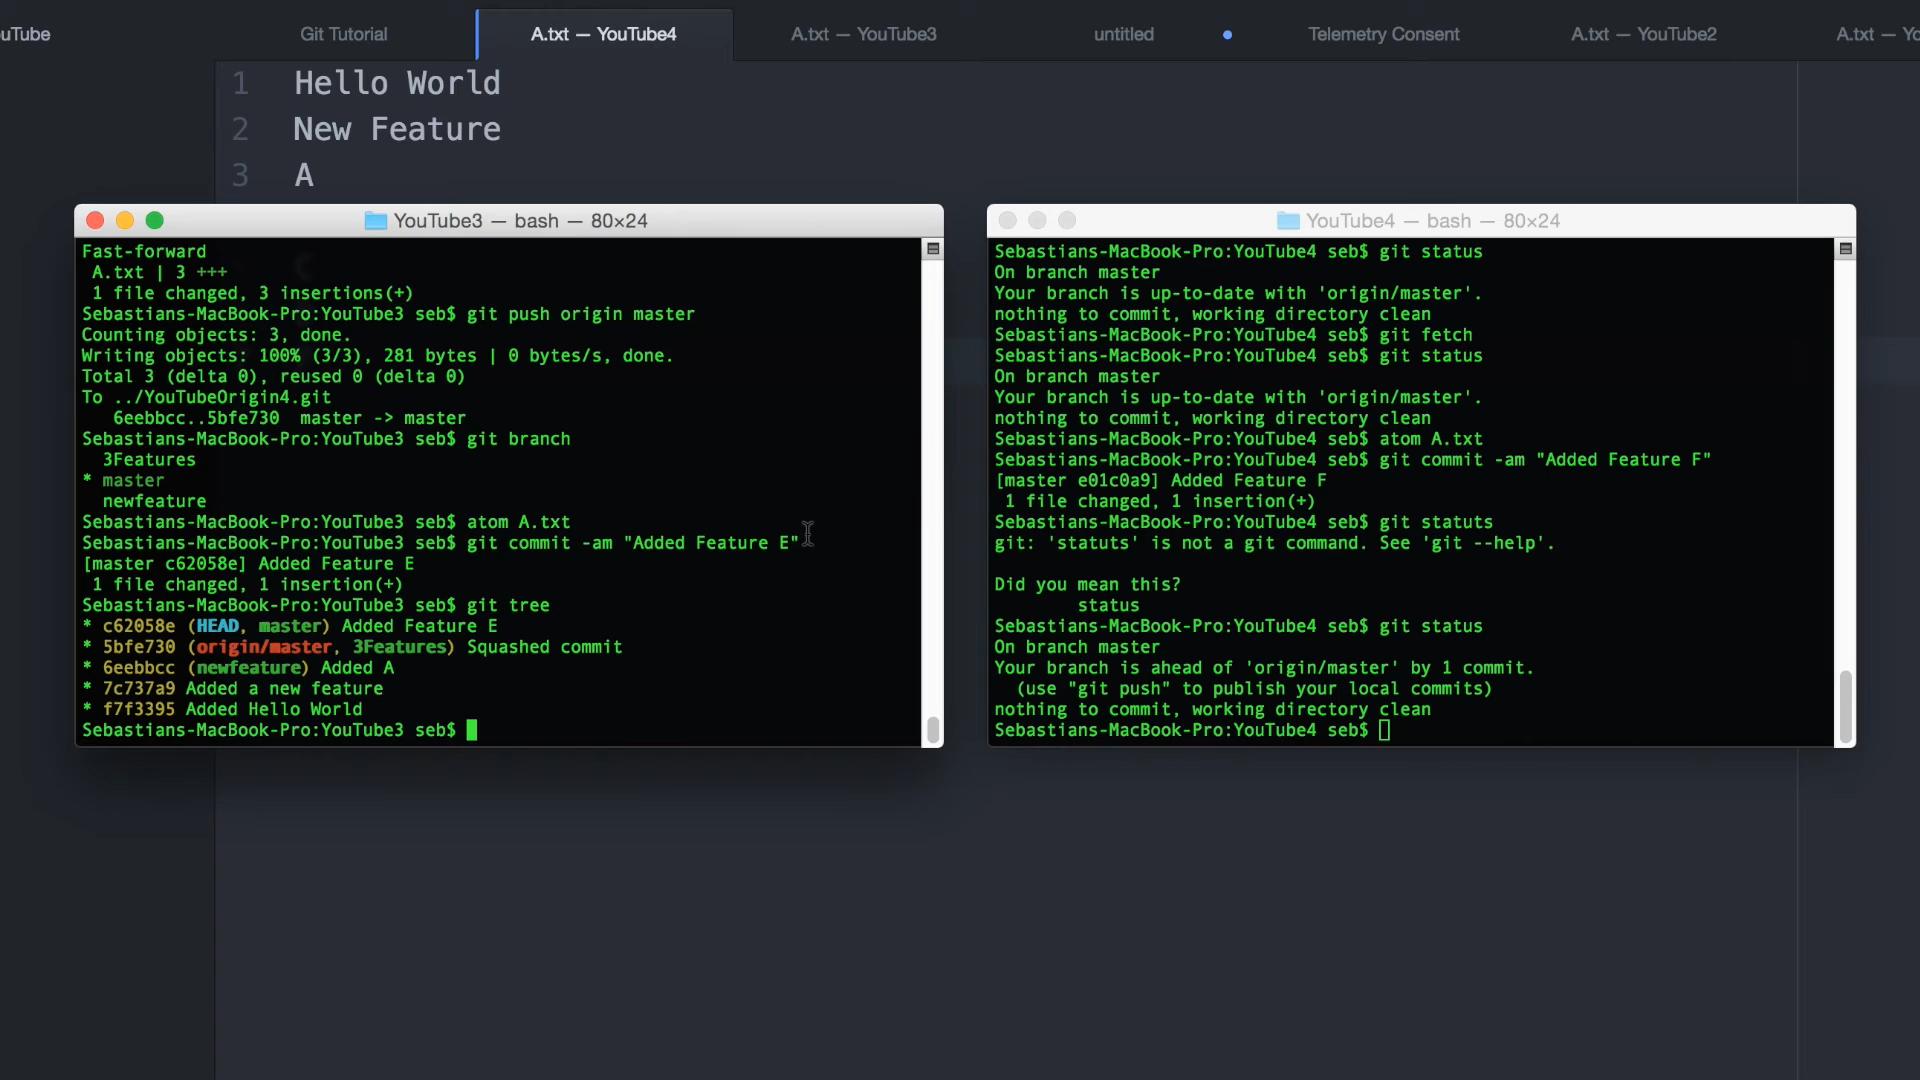 uTube
Git Tutorial
A.txt — YouTube4
A.txt — YouTube3
untitled
Telemetry Consent
A.txt — YouTube2
A.txt — Yo
1 Hello World
2 New Feature
3 A
YouTube3 — bash — 80×24
Fast-forward
A.txt | 3 +++
1 file changed, 3 insertions(+)
Sebastians-MacBook-Pro:YouTube3 seb$ git push origin master
Counting objects: 3, done.
Writing objects: 100% (3/3), 281 bytes | 0 bytes/s, done.
Total 3 (delta 0), reused 0 (delta 0)
To ../YouTubeOrigin4.git
6eebbcc..5bfe730  master -> master
Sebastians-MacBook-Pro:YouTube3 seb$ git branch
3Features
* master
newfeature
Sebastians-MacBook-Pro:YouTube3 seb$ atom A.txt
Sebastians-MacBook-Pro:YouTube3 seb$ git commit -am "Added Feature E"
[master c62058e] Added Feature E
1 file changed, 1 insertion(+)
Sebastians-MacBook-Pro:YouTube3 seb$ git tree
* c62058e (HEAD, master) Added Feature E
* 5bfe730 (origin/master, 3Features) Squashed commit
* 6eebbcc (newfeature) Added A
* 7c737a9 Added a new feature
* f7f3395 Added Hello World
Sebastians-MacBook-Pro:YouTube3 seb$
YouTube4 — bash — 80×24
Sebastians-MacBook-Pro:YouTube4 seb$ git status
On branch master
Your branch is up-to-date with 'origin/master'.
nothing to commit, working directory clean
Sebastians-MacBook-Pro:YouTube4 seb$ git fetch
Sebastians-MacBook-Pro:YouTube4 seb$ git status
On branch master
Your branch is up-to-date with 'origin/master'.
nothing to commit, working directory clean
Sebastians-MacBook-Pro:YouTube4 seb$ atom A.txt
Sebastians-MacBook-Pro:YouTube4 seb$ git commit -am "Added Feature F"
[master e01c0a9] Added Feature F
1 file changed, 1 insertion(+)
Sebastians-MacBook-Pro:YouTube4 seb$ git statuts
git: 'statuts' is not a git command. See 'git --help'.
Did you mean this?
status
Sebastians-MacBook-Pro:YouTube4 seb$ git status
On branch master
Your branch is ahead of 'origin/master' by 1 commit.
(use "git push" to publish your local commits)
nothing to commit, working directory clean
Sebastians-MacBook-Pro:YouTube4 seb$